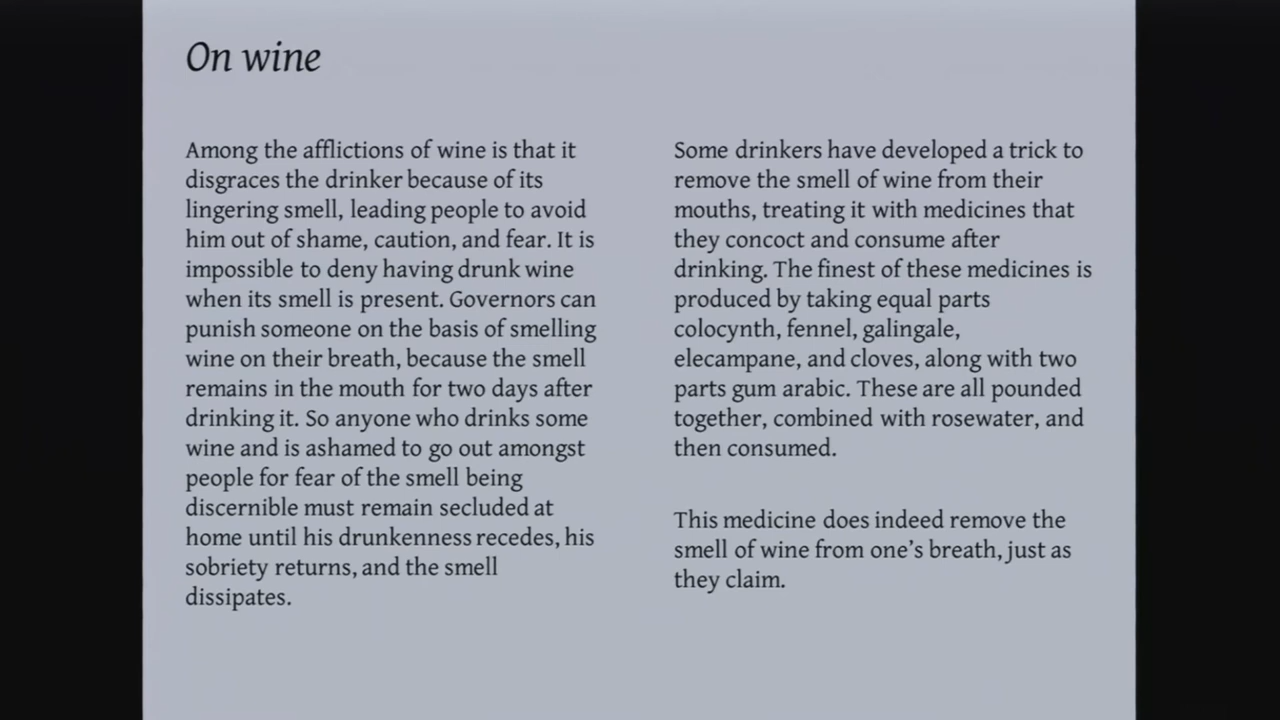 On wine
Among the afflictions of wine is that it
disgraces the drinker because of its
lingering smell, leading people to avoid
him out of shame, caution, and fear. It is
impossible to deny having drunk wine
when its smell is present. Governors can
punish someone on the basis of smelling
wine on their breath, because the smell
remains in the mouth for two days after
drinking it. So anyone who drinks some
wine and is ashamed to go out amongst
people for fear of the smell being
discernible must remain secluded at
home until his drunkenness recedes, his
sobriety returns, and the smell
dissipates.
Some drinkers have developed a trick to
remove the smell of wine from their
mouths, treating it with medicines that
they concoct and consume after
drinking. The finest of these medicines is
produced by taking equal parts
colocynth, fennel, galingale,
elecampane, and cloves, along with two
parts gum arabic. These are all pounded
together, combined with rosewater, and
then consumed.
This medicine does indeed remove the
smell of wine from one's breath, just as
they claim.